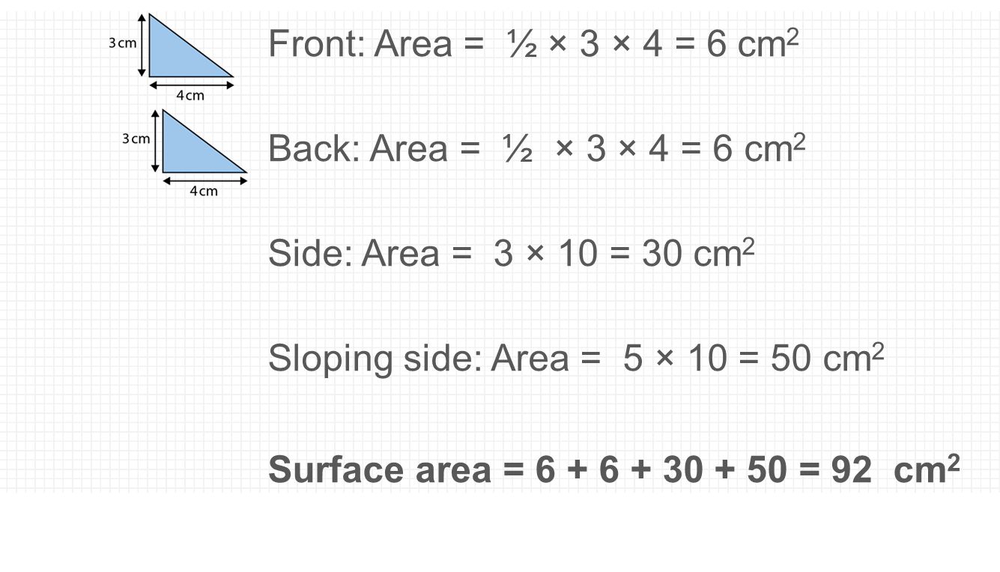 3 cm
Front: Area = ½ × 3 × 4 = 6 cm²
4 cm
3 cm
Back: Area = ½ × 3 × 4 = 6 cm²
4 cm
Side: Area = 3 × 10 = 30 cm²
Sloping side: Area = 5 × 10 = 50 cm²
Surface area = 6 + 6 + 30 + 50 = 92 cm²